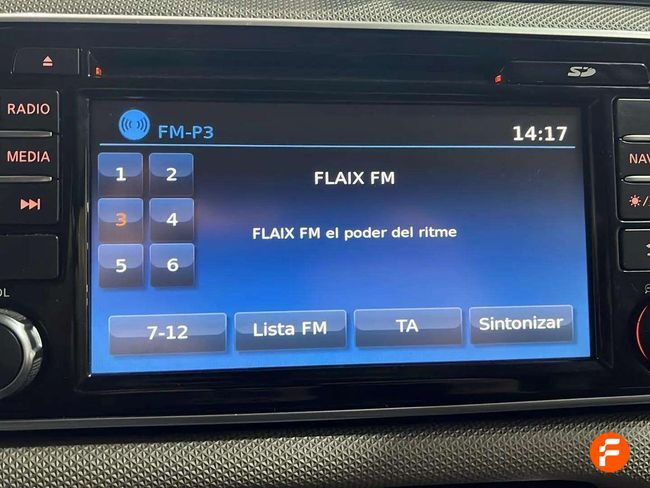 SD
RADIO
MEDIA
NAV
FM-P3
14:17
1 2
3 4
5 6
FLAIX FM
FLAIX FM el poder del ritme
7-12
Lista FM
TA
Sintonizar